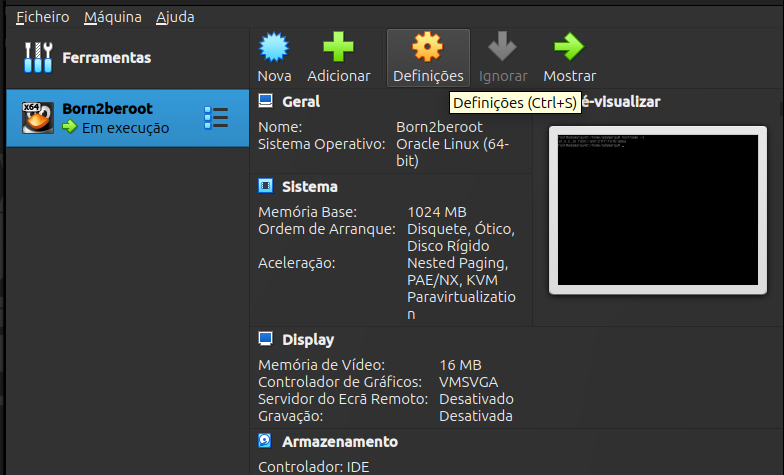 Ficheiro Máquina Ajuda
Ferramentas
Nova Adicionar Definições Ignorar Mostrar
x64 Born2beroot
Em execução
Definições (Ctrl+S)
Geral
é-visualizar
Nome: Born2beroot
Sistema Operativo: Oracle Linux (64-
bit)
Sistema
Memória Base: 1024 MB
Ordem de Arranque: Disquete, Ótico,
Disco Rígido
Aceleração: Nested Paging,
PAE/NX, KVM
Paravirtualizatio
n
Display
Memória de Vídeo: 16 MB
Controlador de Gráficos: VMSVGA
Servidor do Ecrã Remoto: Desativado
Gravação: Desativada
Armazenamento
Controlador: IDE